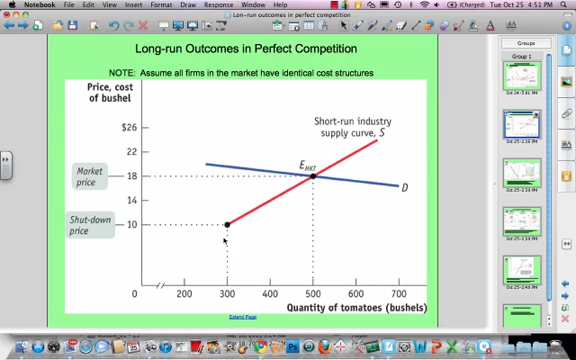 Notebook File Edit View Insert Format Draw Response Window Help
(Charged) Tue Oct 25 4:51 PM
Lon-run outcomes in perfect competition
Long-run Outcomes in Perfect Competition
NOTE: Assume all firms in the market have identical cost structures
Price, cost
of bushel
Short-run industry
supply curve, S
$26
22
Market
price
18
E MKT
D
14
Shut-down
price
10
0
200
300
400
500
600
700
Quantity of tomatoes (bushels)
Extend Page
Groups
Group 1